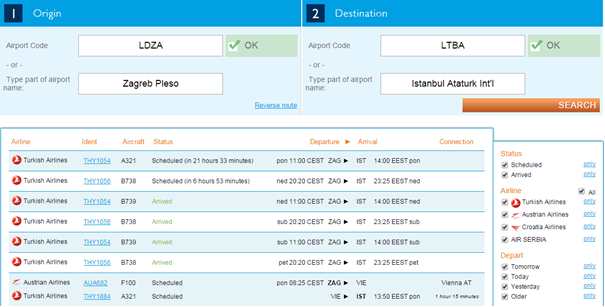 1 Origin
2 Destination
Airport Code LDZA OK
Airport Code LTBA OK
- or -
- or -
Type part of airport name: Zagreb Pleso
Type part of airport name: Istanbul Ataturk Int'l
Reverse route
SEARCH
Airline Ident Aircraft Status Departure ► Arrival Connection
Turkish Airlines THY1054 A321 Scheduled (in 21 hours 33 minutes) pon 11:00 CEST ZAG ► IST 14:00 EEST pon
Turkish Airlines THY1056 B738 Scheduled (in 6 hours 53 minutes) ned 20:20 CEST ZAG ► IST 23:25 EEST ned
Turkish Airlines THY1054 B739 Arrived ned 11:00 CEST ZAG ► IST 14:00 EEST ned
Turkish Airlines THY1056 B738 Arrived sub 20:20 CEST ZAG ► IST 23:25 EEST sub
Turkish Airlines THY1054 B739 Arrived sub 11:00 CEST ZAG ► IST 14:00 EEST sub
Turkish Airlines THY1056 B738 Arrived pet 20:20 CEST ZAG ► IST 23:25 EEST pet
Austrian Airlines AUA682 F100 Scheduled pon 08:25 CEST ZAG ► VIE Vienna AT
Turkish Airlines THY1884 A321 Scheduled VIE ► IST 13:50 EEST pon 1 hour 15 minutes
Status
Scheduled only
Arrived only
Airline All
Turkish Airlines only
Austrian Airlines only
Croatia Airlines only
AIR SERBIA only
Depart
Tomorrow only
Today only
Yesterday only
Older only